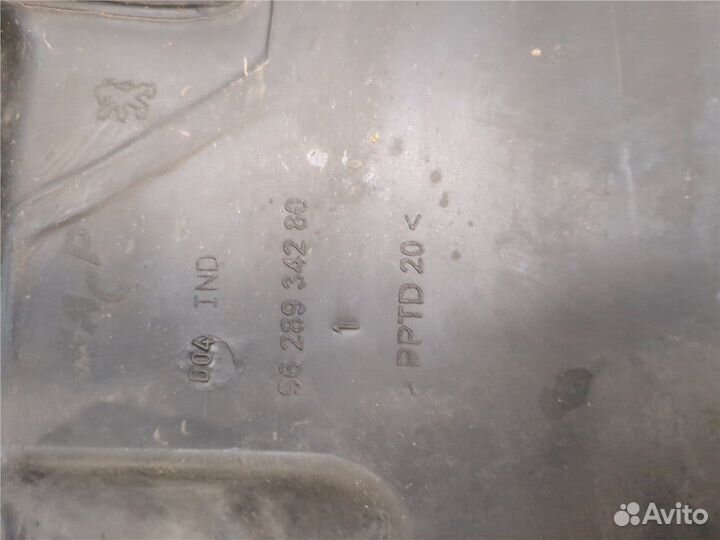 IND D04
96 289 342 80
1
> PPTD 20 <
Avito